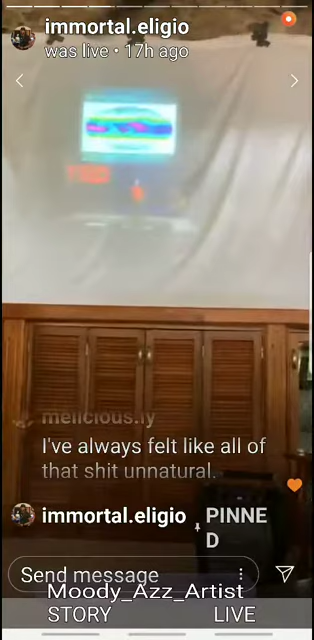 immortal.eligio
was live • 17h ago
melicious.ly
I've always felt like all of
that shit unnatural.
immortal.eligio PINNE
D
Send message
Moody_Azz_Artist
STORY LIVE